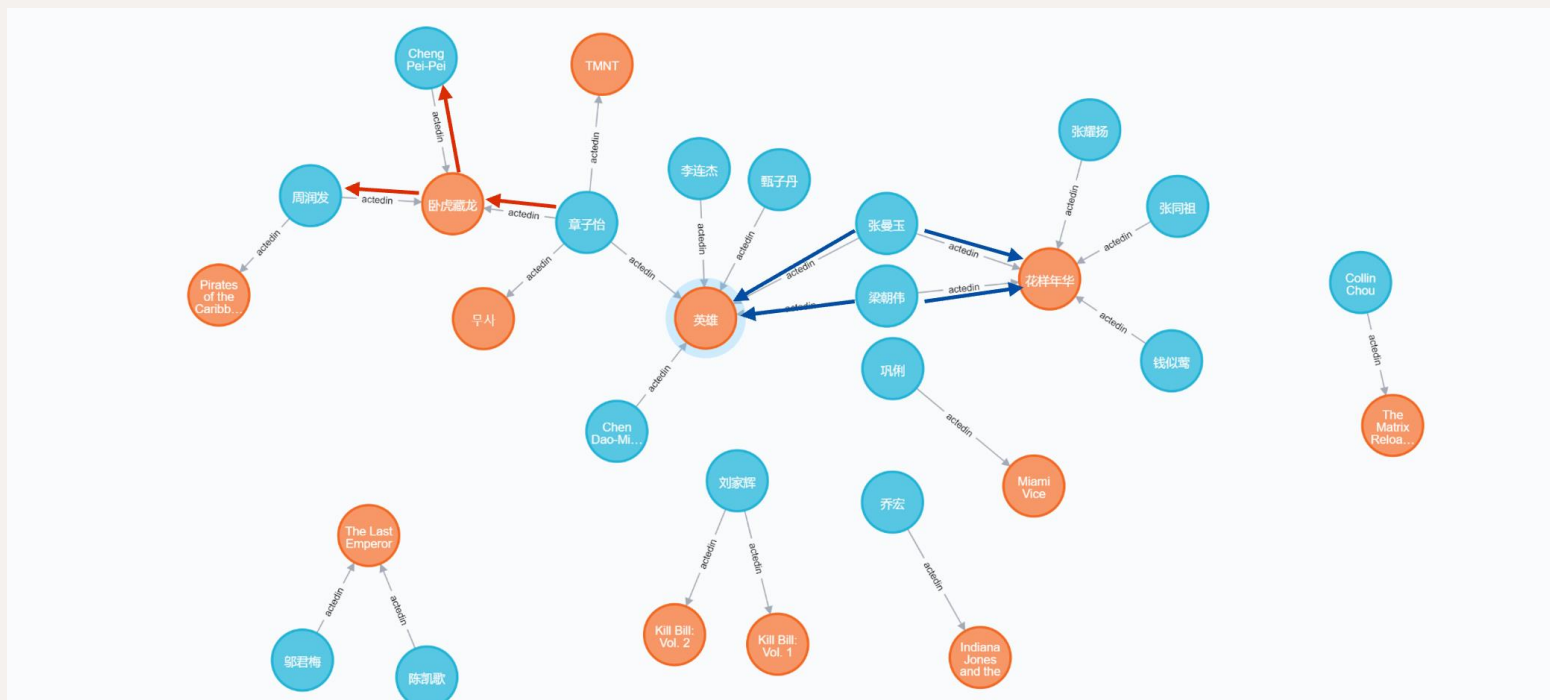 Cheng
Pei-Pei
actedin
TMNT
actedin
周润发
actedin
卧虎藏龙
actedin
章子怡
actedin
Pirates
of the
Caribb...
actedin
무사
actedin
李连杰
actedin
甄子丹
actedin
英雄
actedin
Chen
Dao-Mi...
张曼玉
actedin
actedin
梁朝伟
actedin
actedin
花样年华
张耀扬
actedin
张同祖
actedin
钱似莺
actedin
巩俐
actedin
Miami
Vice
Collin
Chou
actedin
The
Matrix
Reloa...
The Last
Emperor
actedin
actedin
邬君梅
陈凯歌
刘家辉
actedin
actedin
Kill Bill:
Vol. 2
Kill Bill:
Vol. 1
乔宏
actedin
Indiana
Jones
and the